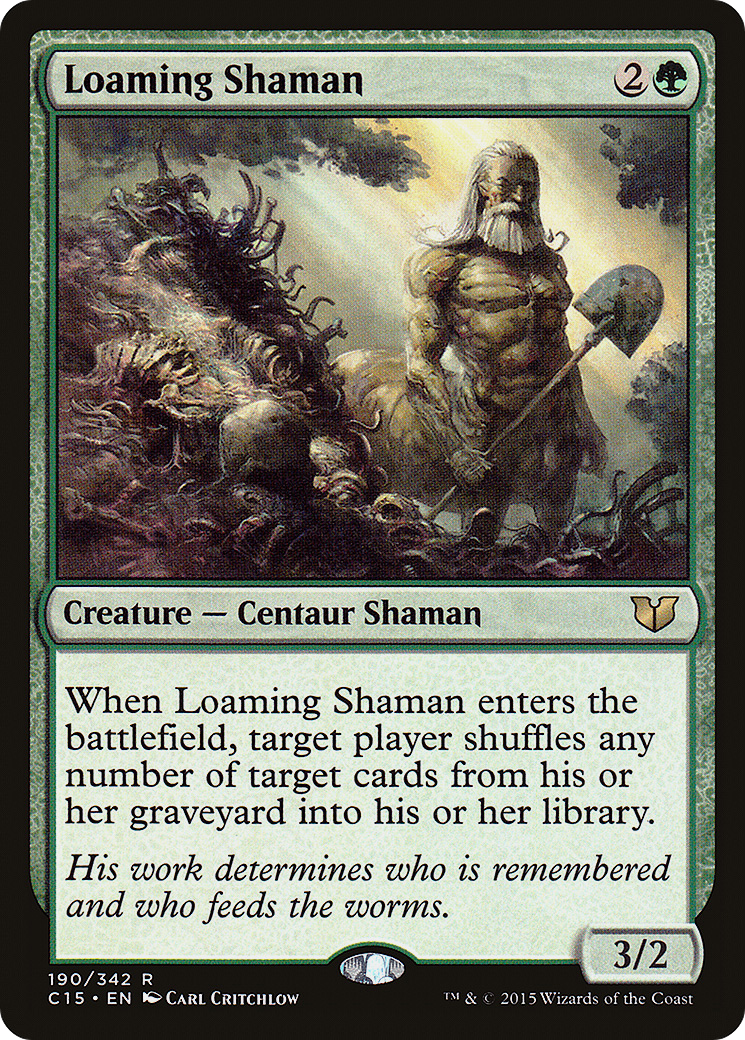 Loaming Shaman 2
Creature — Centaur Shaman
When Loaming Shaman enters the
battlefield, target player shuffles any
number of target cards from his or
her graveyard into his or her library.
His work determines who is remembered
and who feeds the worms.
3/2
190/342 R
C15 • EN Carl Critchlow
™ & © 2015 Wizards of the Coast